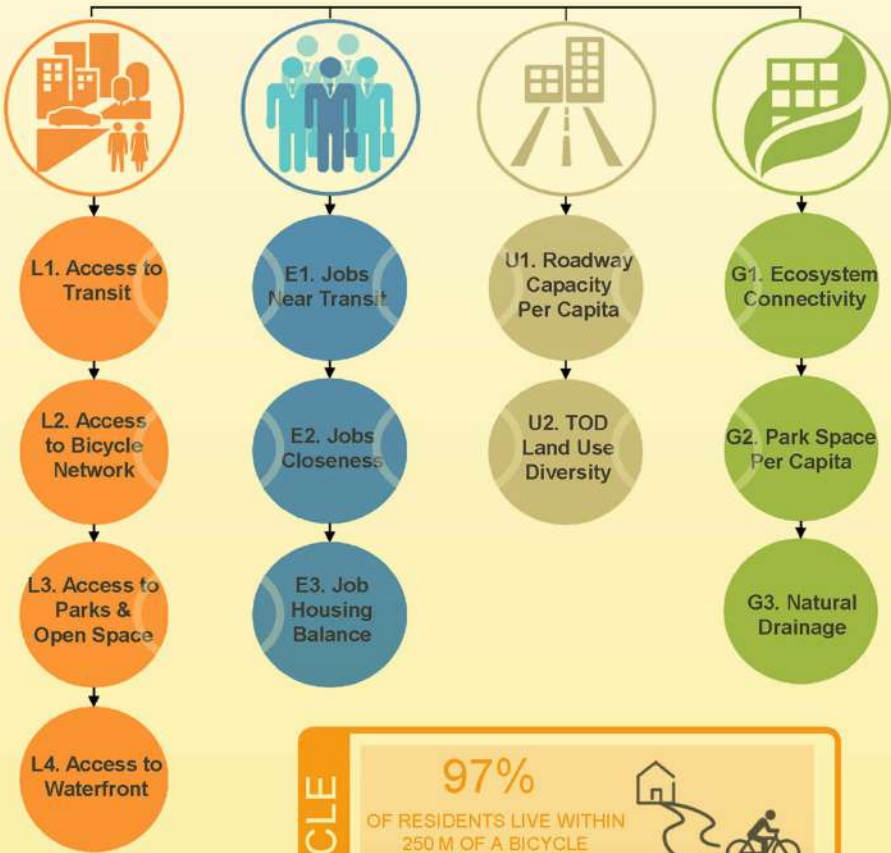 L1. Access to
Transit
L2. Access
to Bicycle
Network
L3. Access to
Parks &
Open Space
L4. Access to
Waterfront
E1. Jobs
Near Transit
E2. Jobs
Closeness
E3. Job
Housing
Balance
U1. Roadway
Capacity
Per Capita
U2. TOD
Land Use
Diversity
G1. Ecosystem
Connectivity
G2. Park Space
Per Capita
G3. Natural
Drainage
97%
OF RESIDENTS LIVE WITHIN
250 M OF A BICYCLE